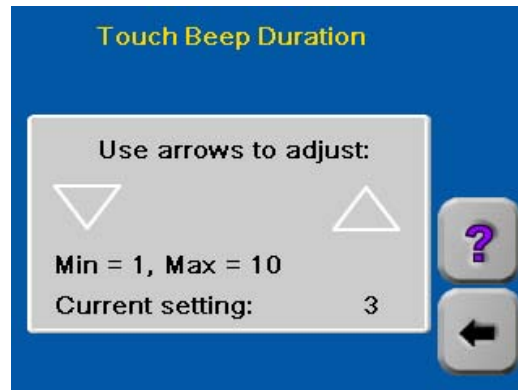 Touch Beep Duration
Use arrows to adjust:
Min = 1, Max = 10
Current setting: 3
?